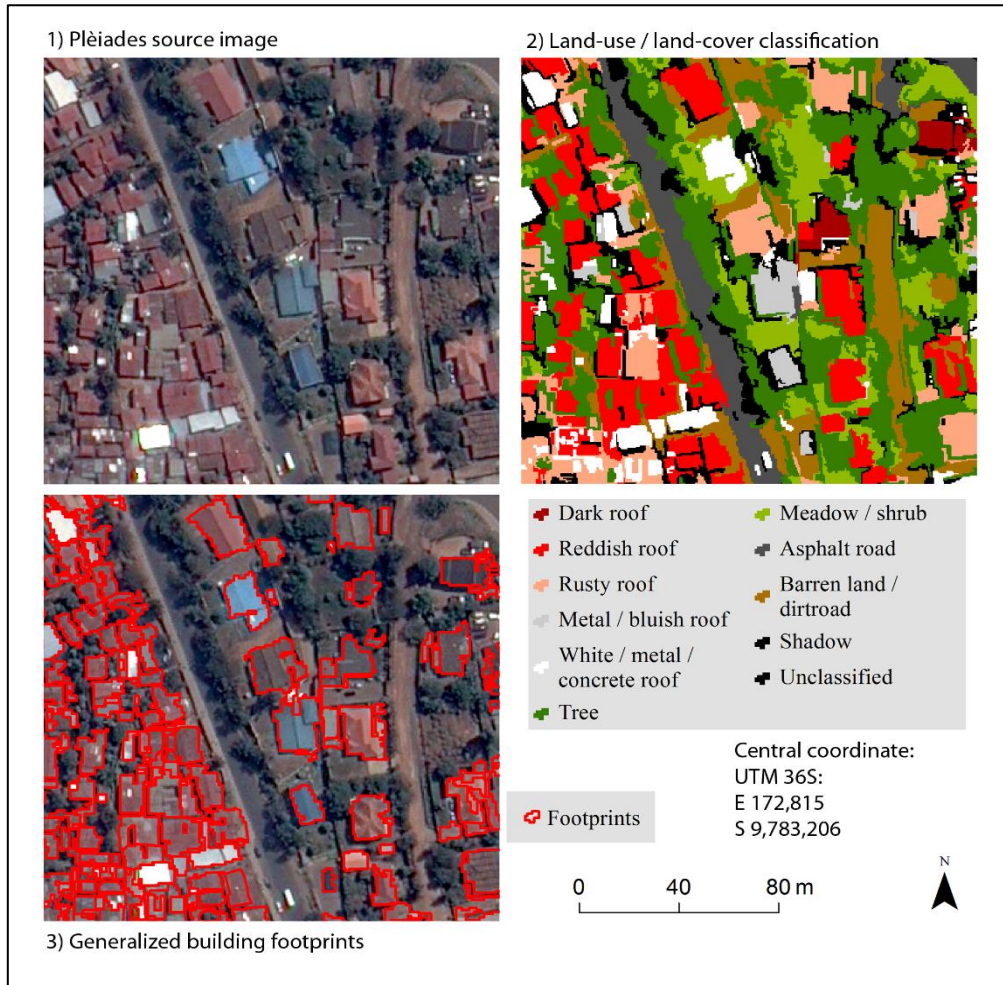 1) Plèiades source image
2) Land-use / land-cover classification
Dark roof
Reddish roof
Rusty roof
Metal / bluish roof
White / metal /
concrete roof
Tree
Meadow / shrub
Asphalt road
Barren land /
dirtroad
Shadow
Unclassified
Central coordinate:
UTM 36S:
E 172,815
S 9,783,206
Footprints
0 40 80 m
N
3) Generalized building footprints